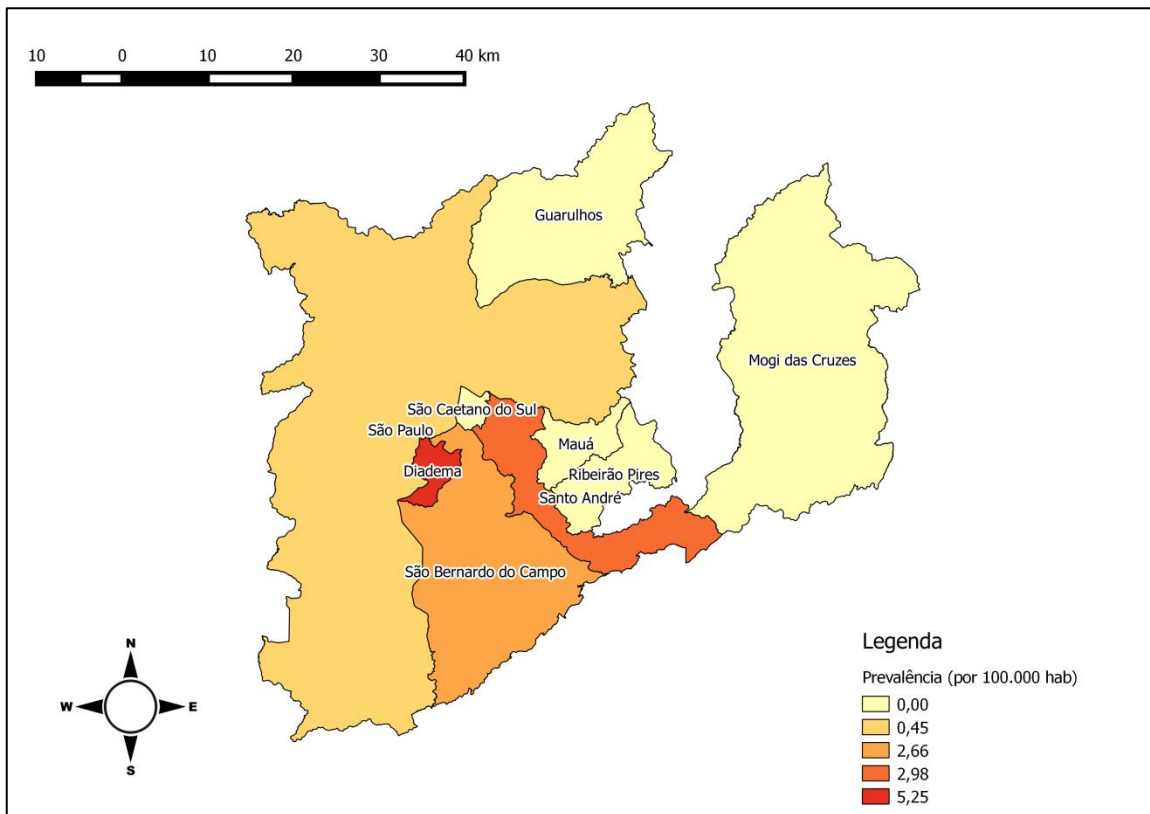 10 0 10 20 30 40 km
Guarulhos
Mogi das Cruzes
São Caetano do Sul
São Paulo
Mauá
Diadema
Ribeirão Pires
Santo André
São Bernardo do Campo
N
W E
S
Legenda
Prevalência (por 100.000 hab)
0,00
0,45
2,66
2,98
5,25